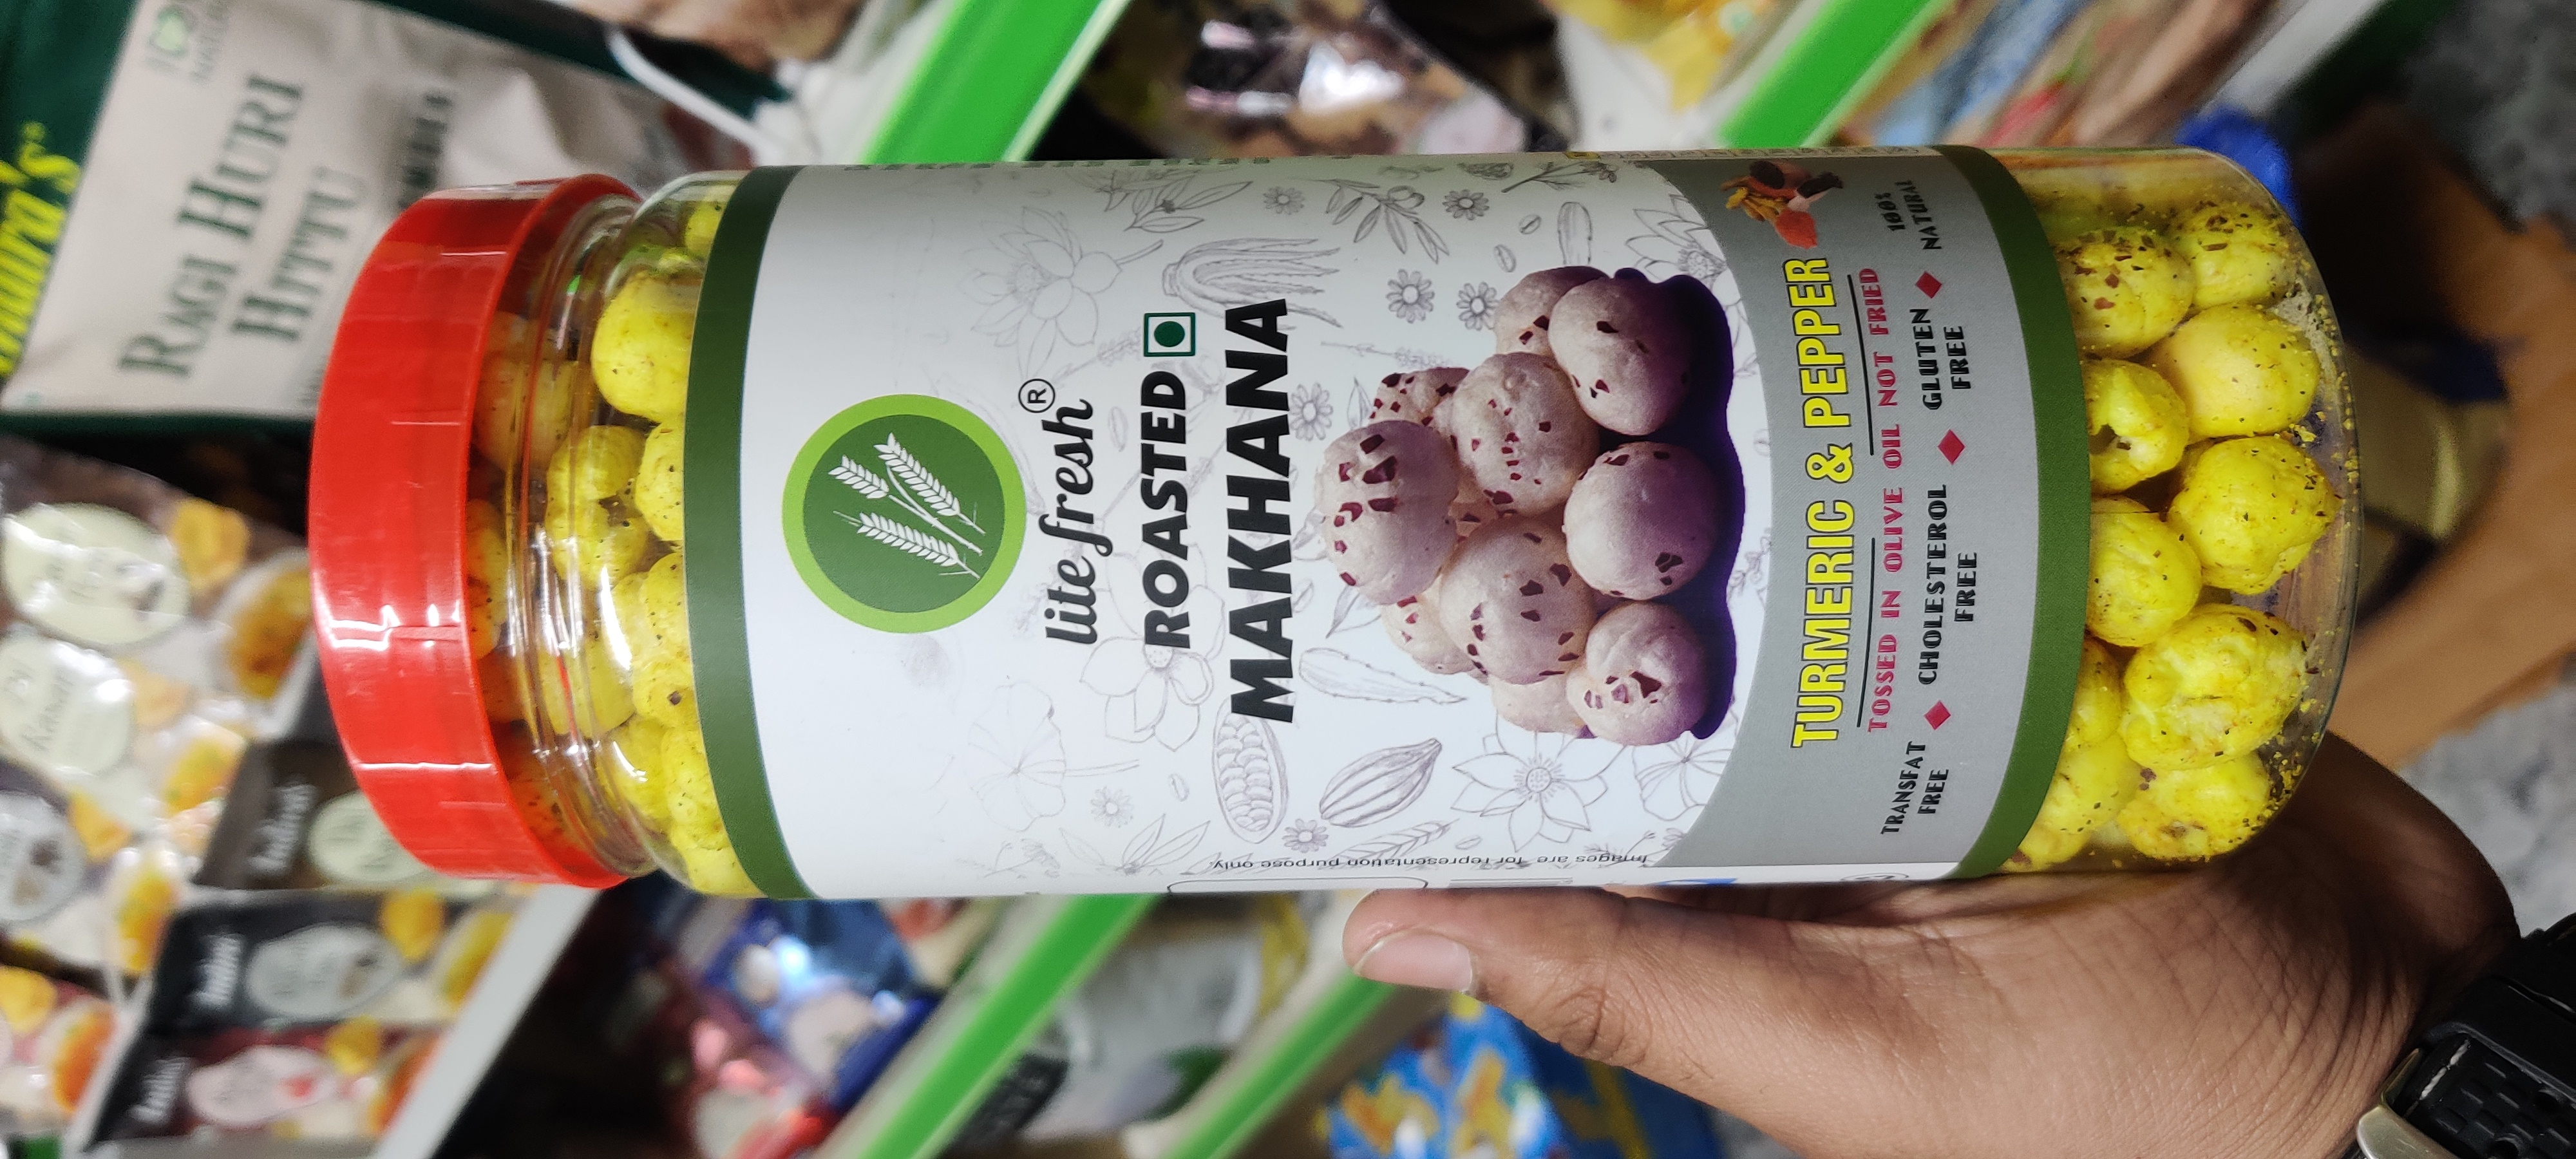 RAGI HURI
HITTU
lite fresh®
ROASTED
MAKHANA
Images are for representation purpose only.
TURMERIC & PEPPER
TOSSED IN OLIVE OIL NOT FRIED
TRANSFAT
FREE
CHOLESTEROL
FREE
GLUTEN
FREE
100%
NATURAL